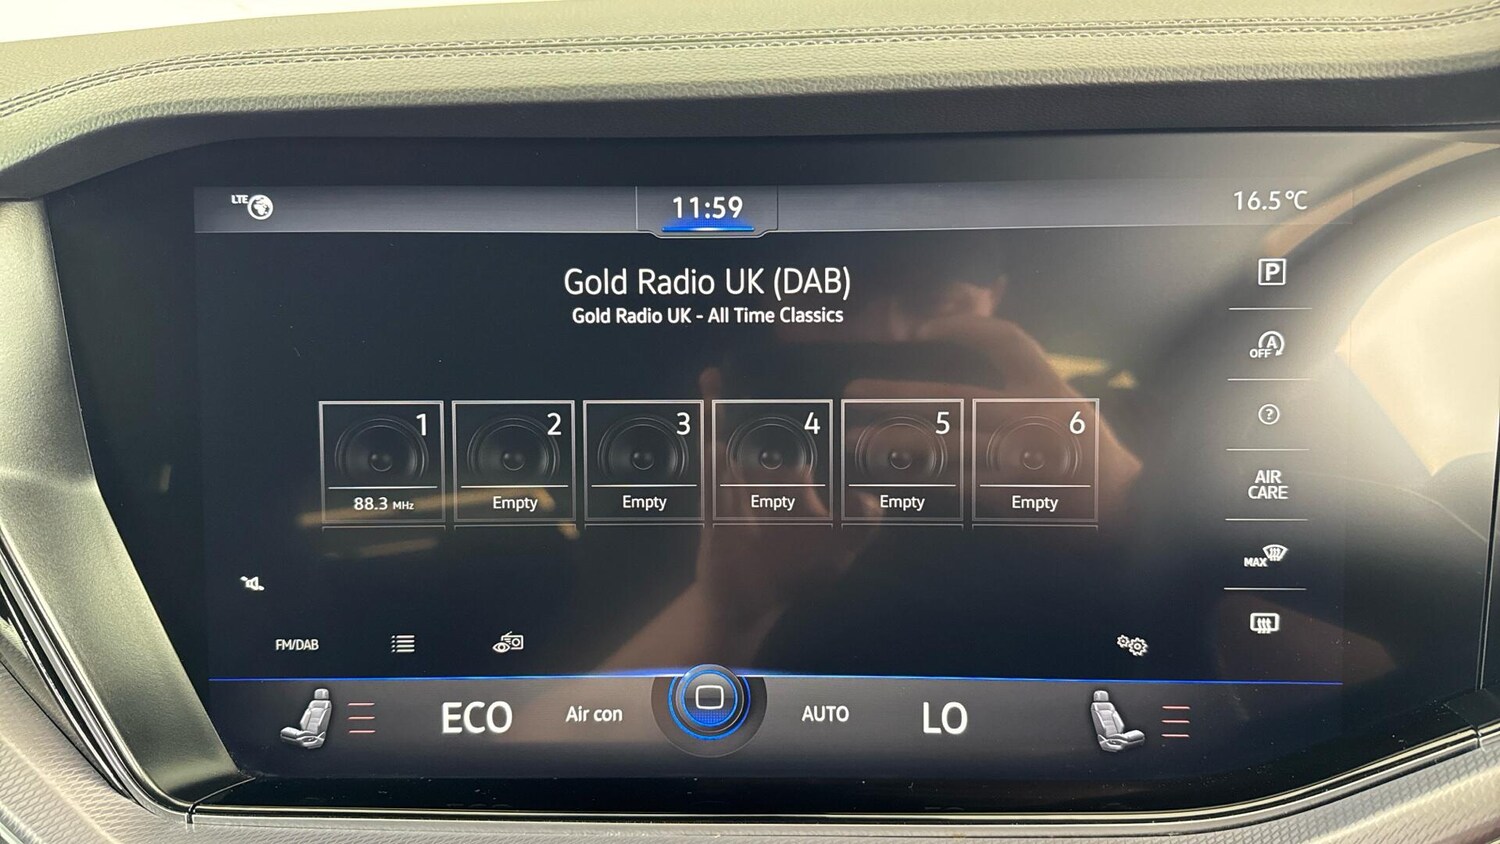 LTE
11:59
16.5°C
Gold Radio UK (DAB)
Gold Radio UK - All Time Classics
P
A
OFF
?
AIR
CARE
MAX
1
88.3 MHz
2
Empty
3
Empty
4
Empty
5
Empty
6
Empty
FM/DAB
ECO
Air con
AUTO
LO